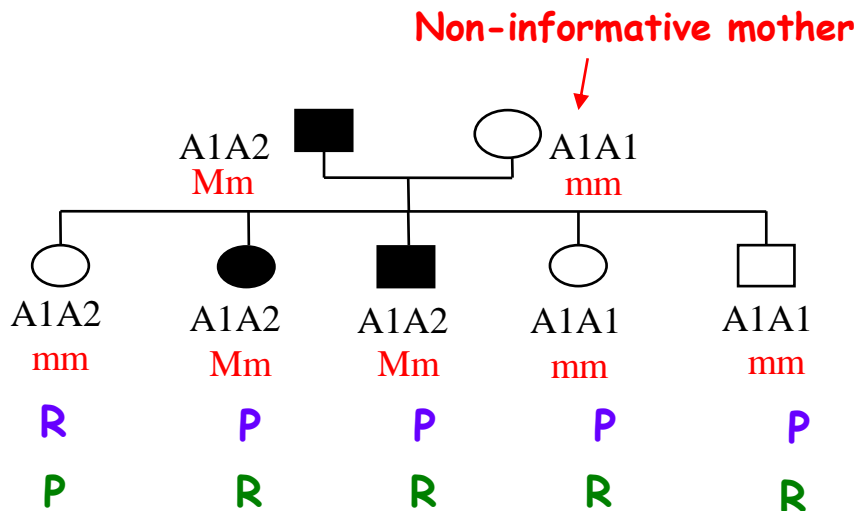 Non-informative mother
A1A2 A1A1
Mm mm
A1A2 A1A2 A1A2 A1A1 A1A1
mm Mm Mm mm mm
R P P P P
P R R R R